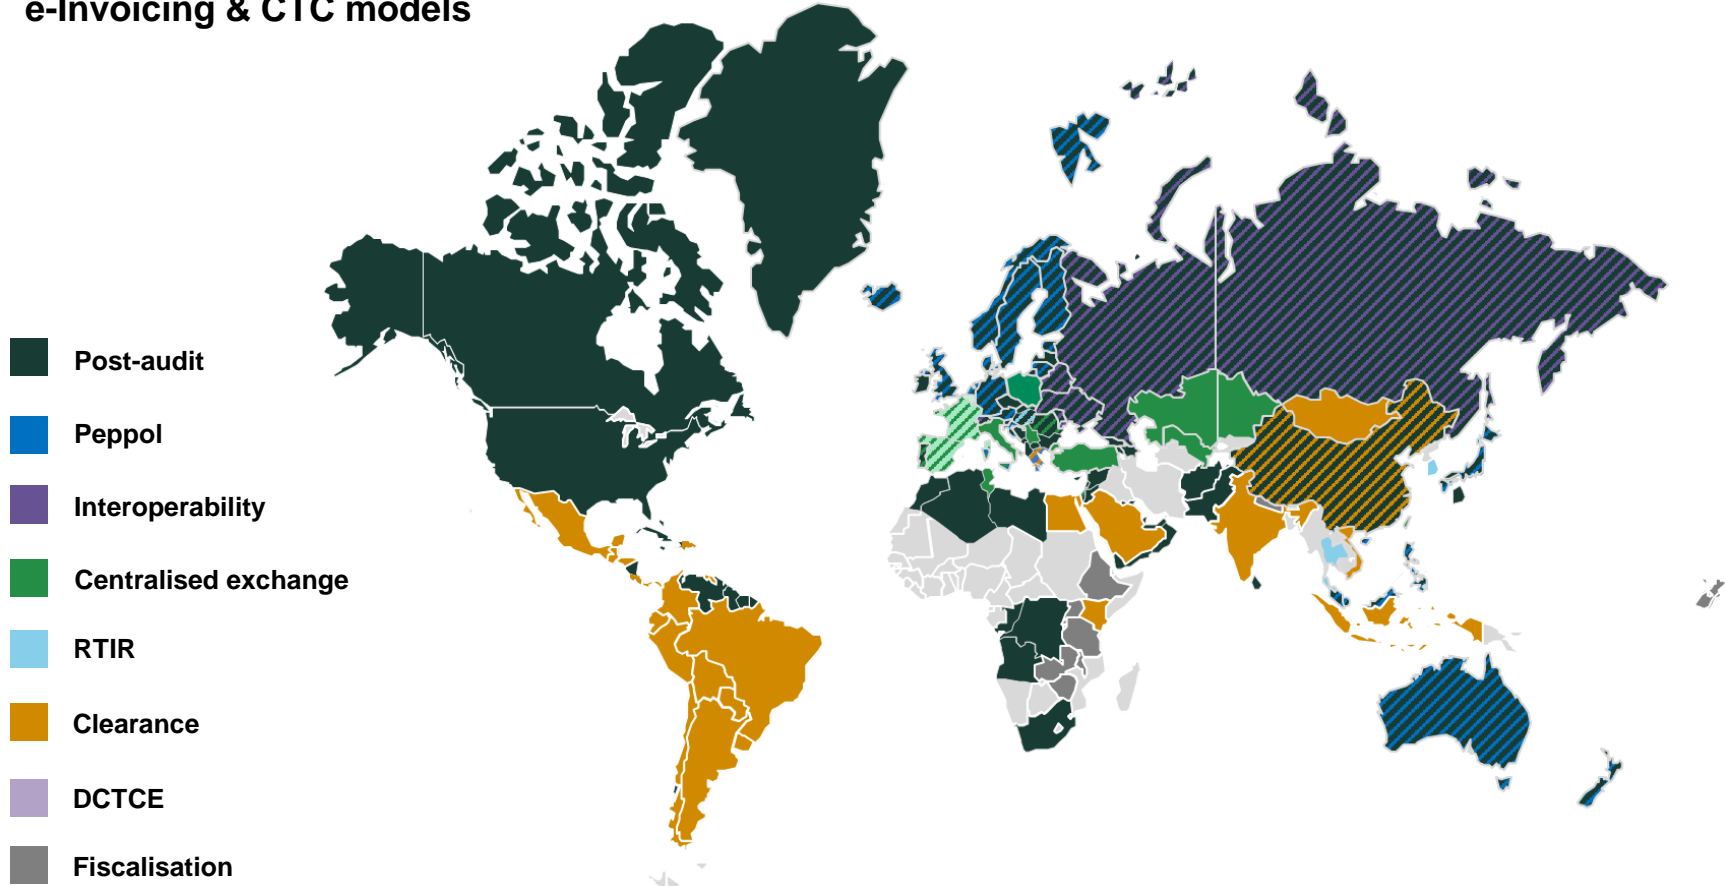 e-Invoicing & CTC models
Post-audit
Peppol
Interoperability
Centralised exchange
RTIR
Clearance
DCTCE
Fiscalisation